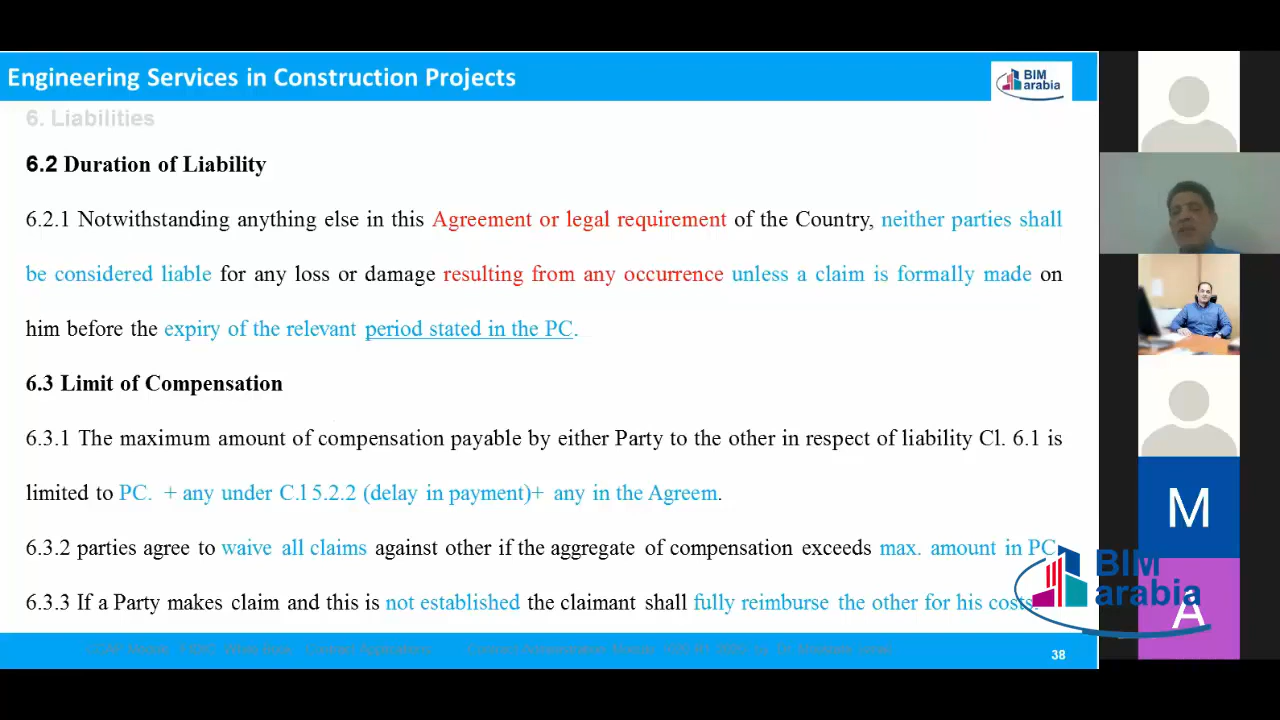 Engineering Services in Construction Projects
BIM
arabia
6. Liabilities
6.2 Duration of Liability
6.2.1 Notwithstanding anything else in this Agreement or legal requirement of the Country, neither parties shall
be considered liable for any loss or damage resulting from any occurrence unless a claim is formally made on
him before the expiry of the relevant period stated in the PC.
6.3 Limit of Compensation
6.3.1 The maximum amount of compensation payable by either Party to the other in respect of liability Cl. 6.1 is
limited to PC. + any under C.l 5.2.2 (delay in payment)+ any in the Agreem.
6.3.2 parties agree to waive all claims against other if the aggregate of compensation exceeds max. amount in PC
6.3.3 If a Party makes claim and this is not established the claimant shall fully reimburse the other for his costs.
38
M
BIM
arabia
A